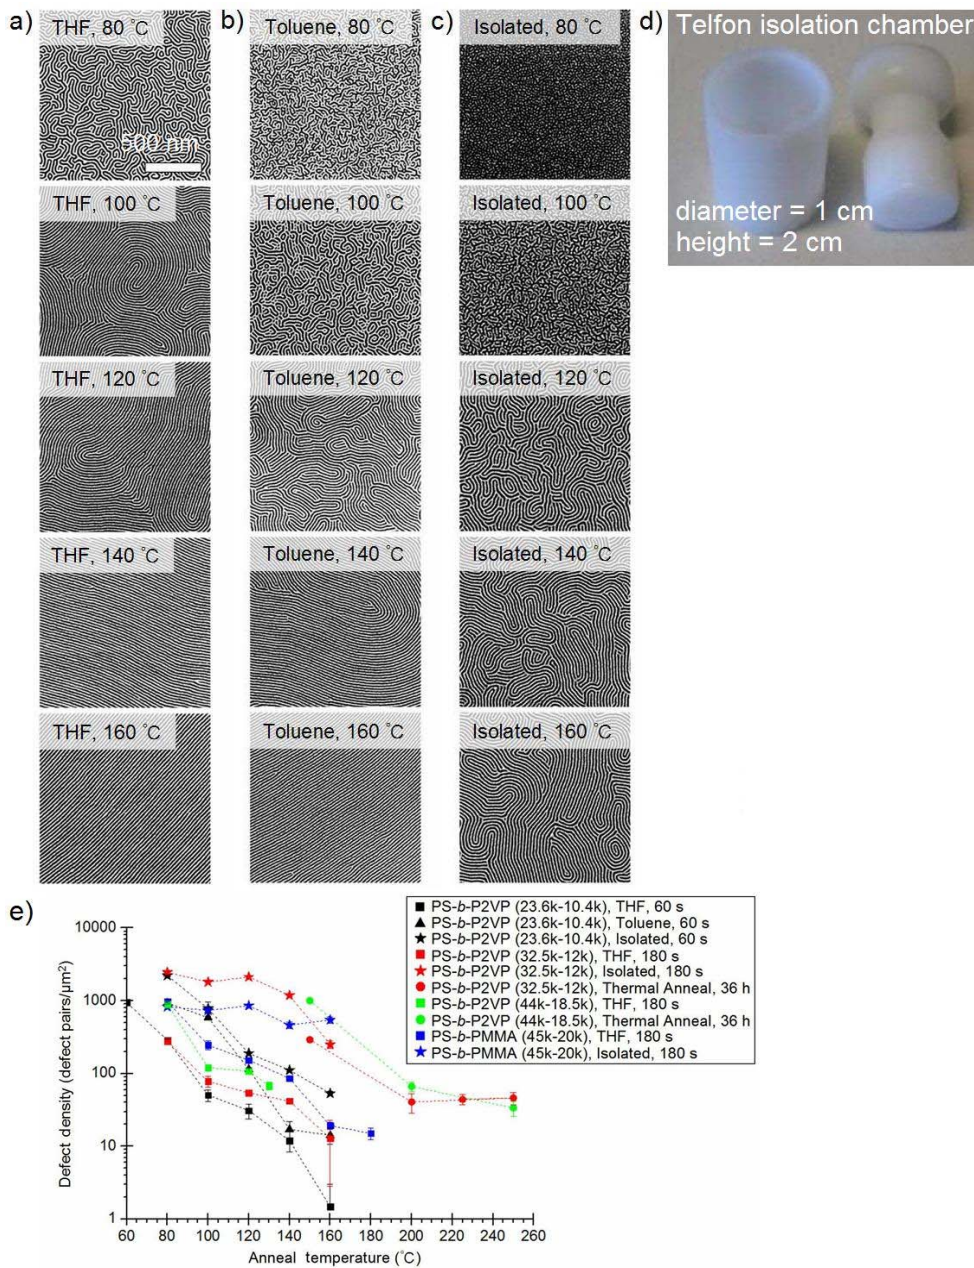 a)
THF, 80 °C
500 nm
THF, 100 °C
THF, 120 °C
THF, 140 °C
THF, 160 °C
b)
Toluene, 80 °C
Toluene, 100 °C
Toluene, 120 °C
Toluene, 140 °C
Toluene, 160 °C
c)
Isolated, 80 °C
Isolated, 100 °C
Isolated, 120 °C
Isolated, 140 °C
Isolated, 160 °C
d)
Telfon isolation chamber
diameter = 1 cm
height = 2 cm
e)
Defect density (defect pairs/μm²)
10000
1000
100
10
1
60 80 100 120 140 160 180 200 220 240 260
Anneal temperature (°C)
PS-b-P2VP (23.6k-10.4k), THF, 60 s
PS-b-P2VP (23.6k-10.4k), Toluene, 60 s
PS-b-P2VP (23.6k-10.4k), Isolated, 60 s
PS-b-P2VP (32.5k-12k), THF, 180 s
PS-b-P2VP (32.5k-12k), Isolated, 180 s
PS-b-P2VP (32.5k-12k), Thermal Anneal, 36 h
PS-b-P2VP (44k-18.5k), THF, 180 s
PS-b-P2VP (44k-18.5k), Thermal Anneal, 36 h
PS-b-PMMA (45k-20k), THF, 180 s
PS-b-PMMA (45k-20k), Isolated, 180 s